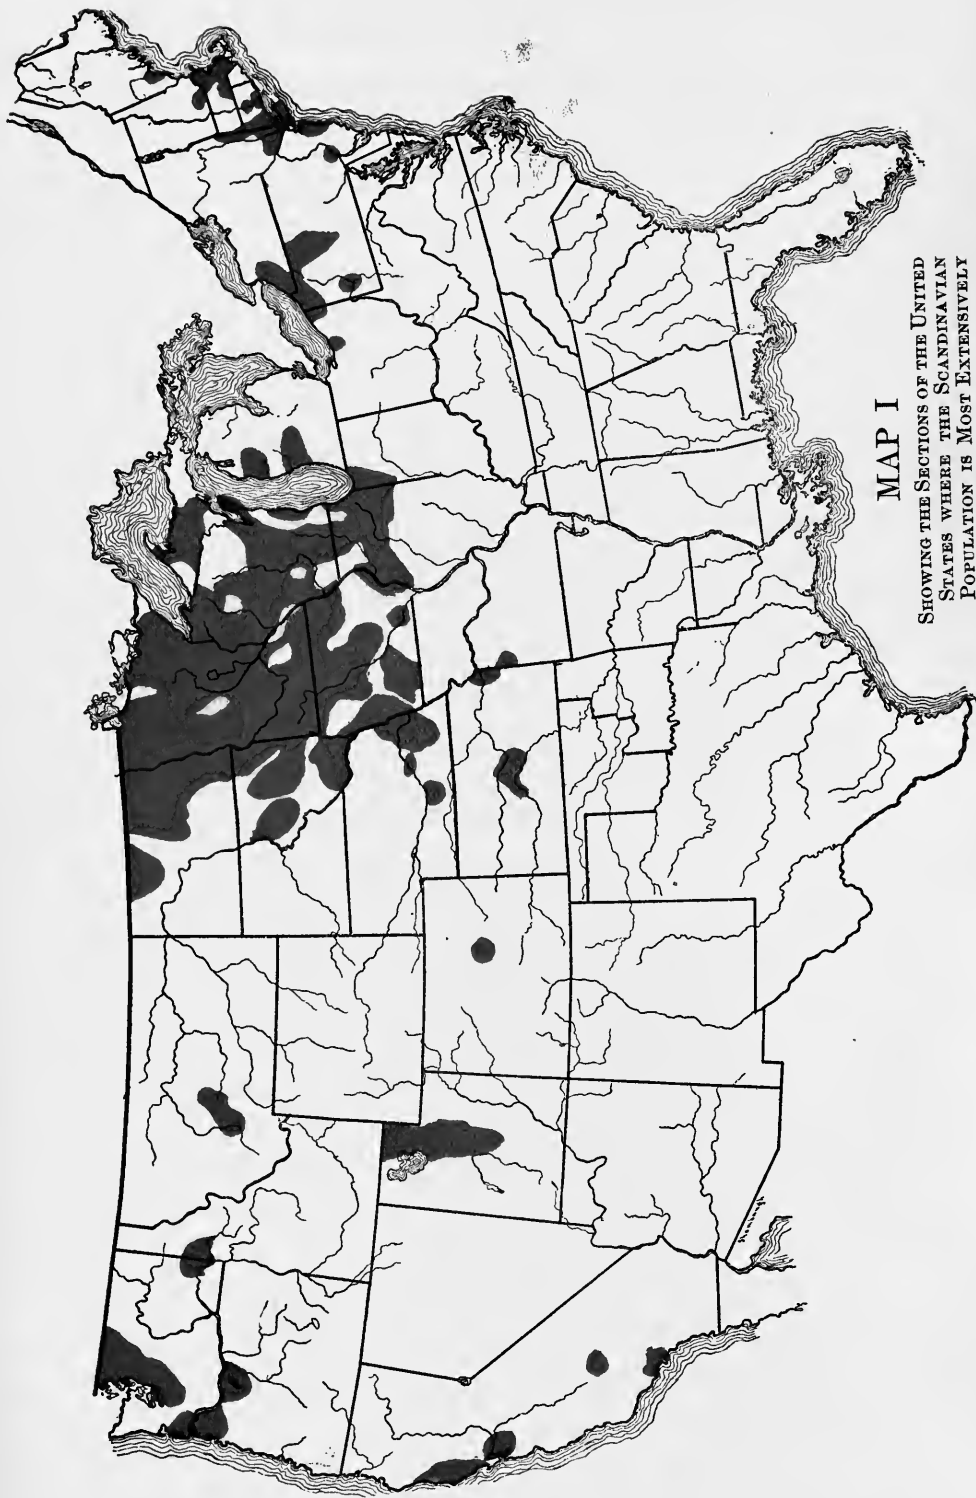 MAP I
Showing the Sections of the United
States where the Scandinavian
Population is Most Extensively